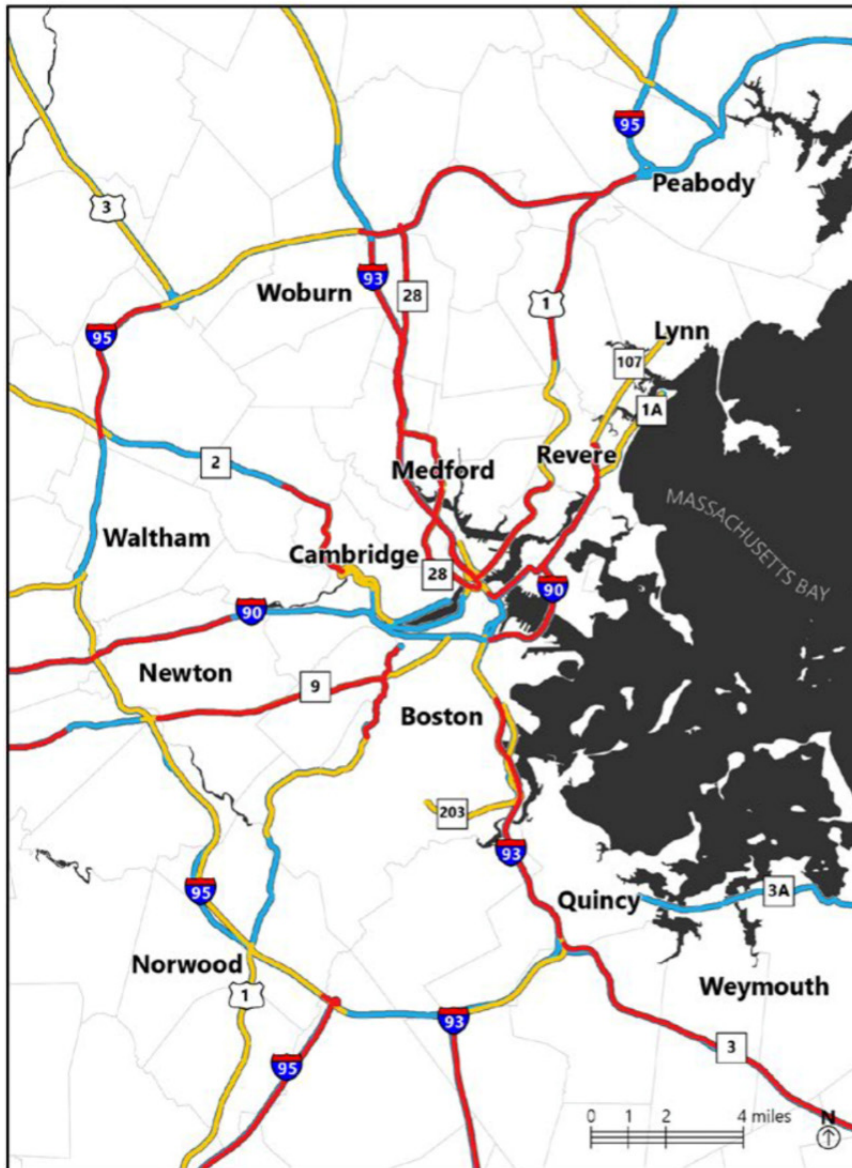 95
Peabody
3
Woburn
93
28
1
95
Lynn
107
1A
2
Medford
Revere
MASSACHUSETTS BAY
Waltham
Cambridge
28
90
90
Newton
9
Boston
203
93
95
Quincy
3A
Norwood
1
93
Weymouth
3
95
0 1 2 4 miles
N